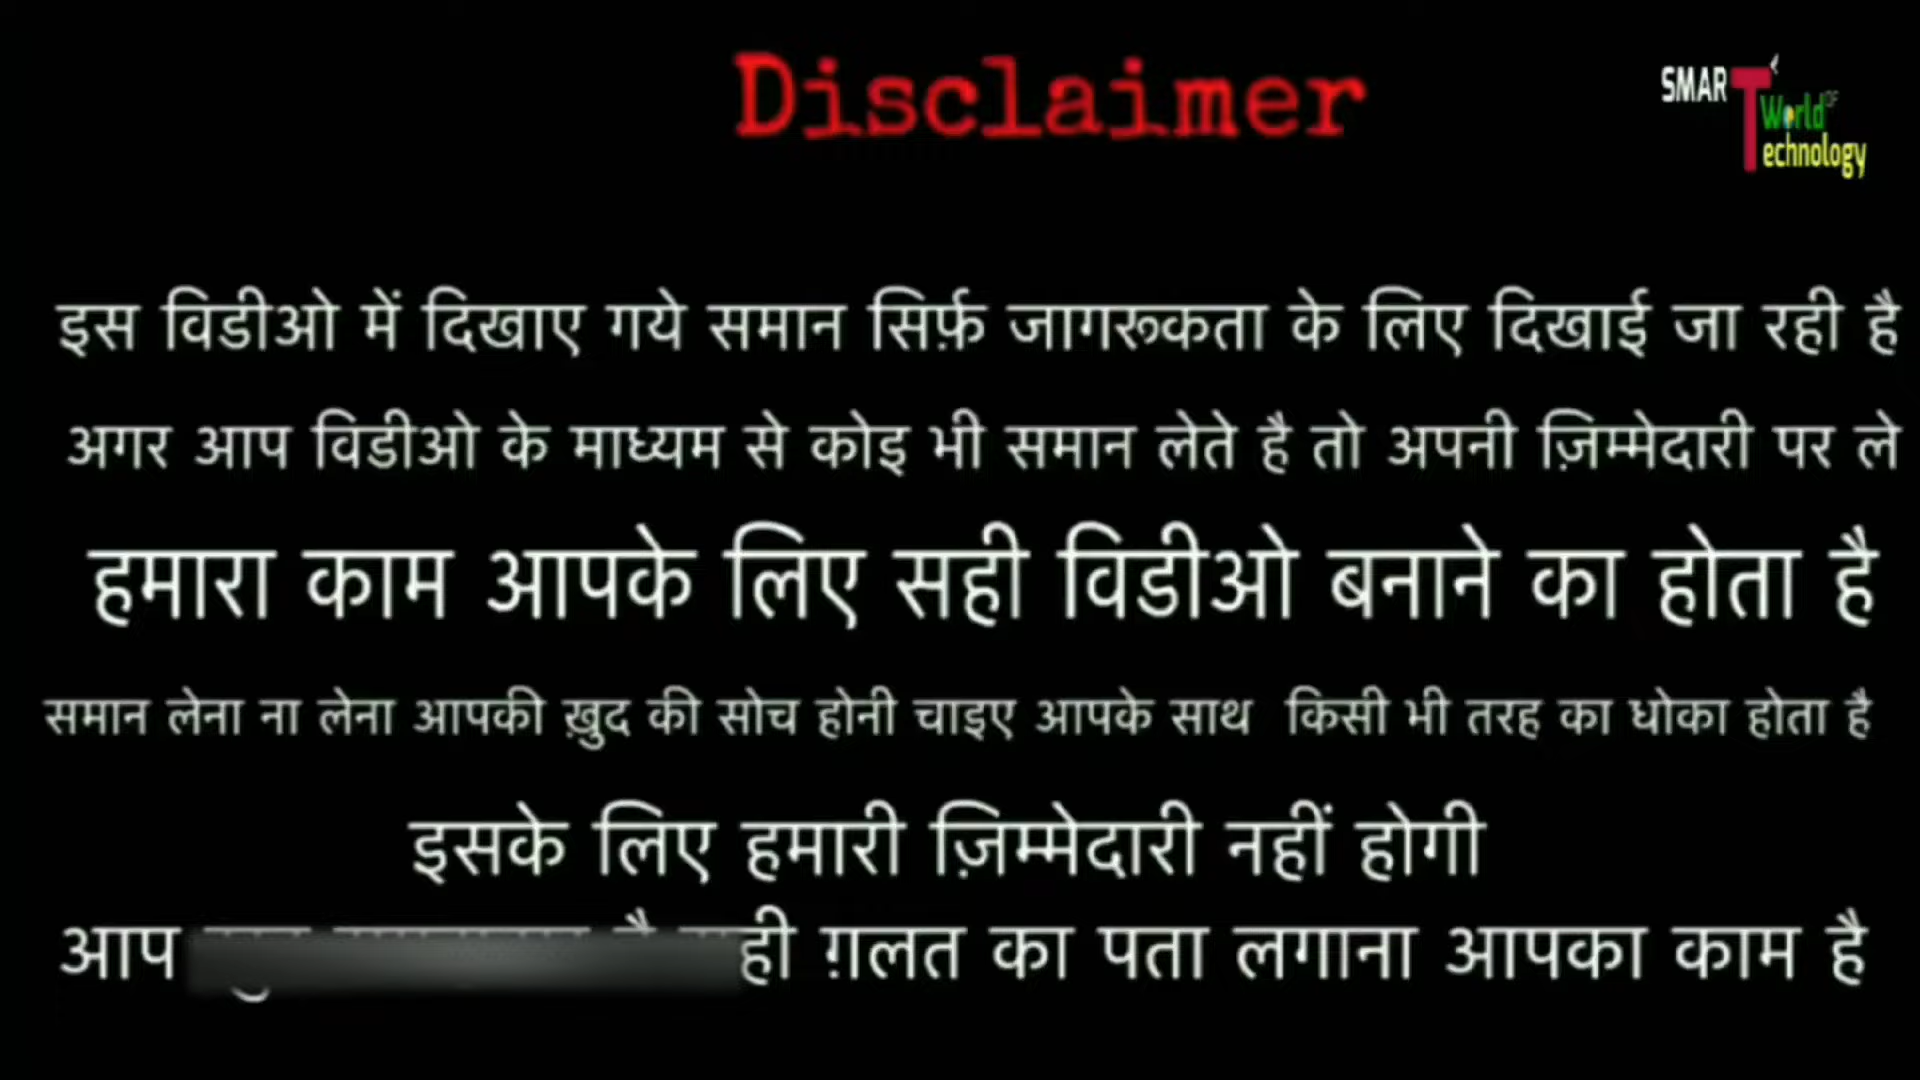 Disclaimer
SMART World OF Technology
इस विडीओ में दिखाए गये समान सिर्फ़ जागरूकता के लिए दिखाई जा रही है
अगर आप विडीओ के माध्यम से कोइ भी समान लेते है तो अपनी ज़िम्मेदारी पर ले
हमारा काम आपके लिए सही विडीओ बनाने का होता है
समान लेना ना लेना आपकी ख़ुद की सोच होनी चाइए आपके साथ किसी भी तरह का धोका होता है
इसके लिए हमारी ज़िम्मेदारी नहीं होगी
आप ग़लत का पता लगाना आपका काम है